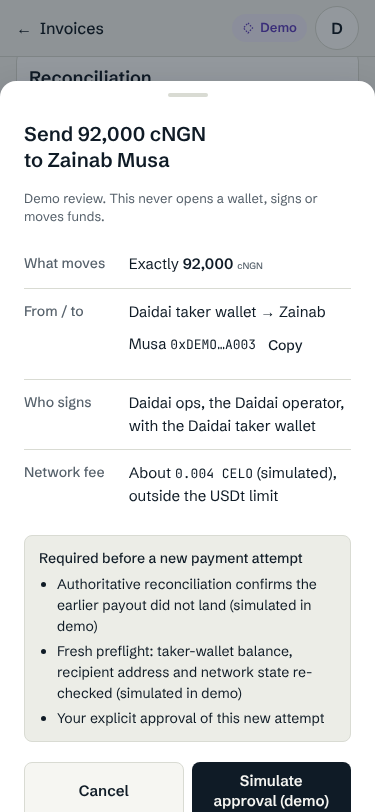 ← Invoices
Demo
D
Reconciliation
Send 92,000 cNGN
to Zainab Musa
Demo review. This never opens a wallet, signs or
moves funds.
What moves
Exactly 92,000 cNGN
From / to
Daidai taker wallet → Zainab
Musa 0xDEMO…A003 Copy
Who signs
Daidai ops, the Daidai operator,
with the Daidai taker wallet
Network fee
About 0.004 CELO (simulated),
outside the USDt limit
Required before a new payment attempt
• Authoritative reconciliation confirms the
earlier payout did not land (simulated in
demo)
• Fresh preflight: taker-wallet balance,
recipient address and network state re-
checked (simulated in demo)
• Your explicit approval of this new attempt
Cancel
Simulate
approval (demo)